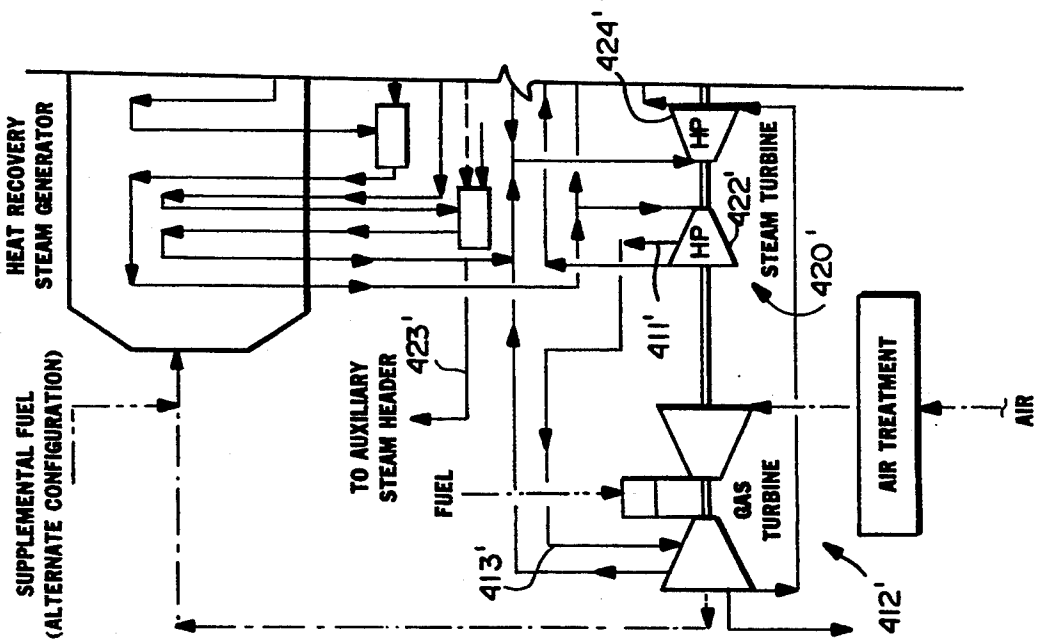 SUPPLEMENTAL FUEL
(ALTERNATE CONFIGURATION)
HEAT RECOVERY
STEAM GENERATOR
TO AUXILIARY
STEAM HEADER
423'
FUEL
413'
411'
424'
HP
HP
422'
STEAM TURBINE
420'
GAS
TURBINE
412'
AIR TREATMENT
AIR